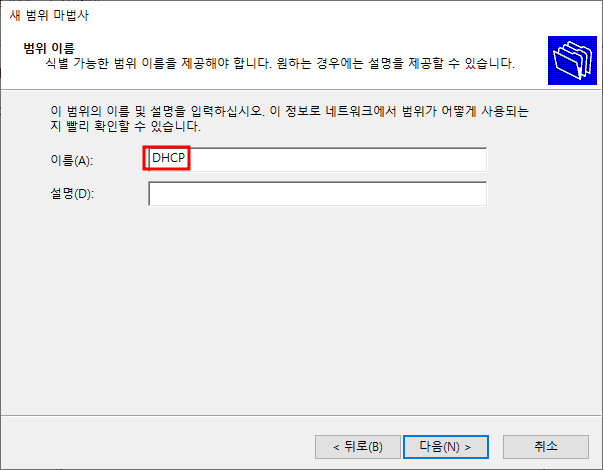 새 범위 마법사
범위 이름
식별 가능한 범위 이름을 제공해야 합니다. 원하는 경우에는 설명을 제공할 수 있습니다.
이 범위의 이름 및 설명을 입력하십시오. 이 정보로 네트워크에서 범위가 어떻게 사용되는
지 빨리 확인할 수 있습니다.
이름(A): DHCP
설명(D):
< 뒤로(B) 다음(N) > 취소